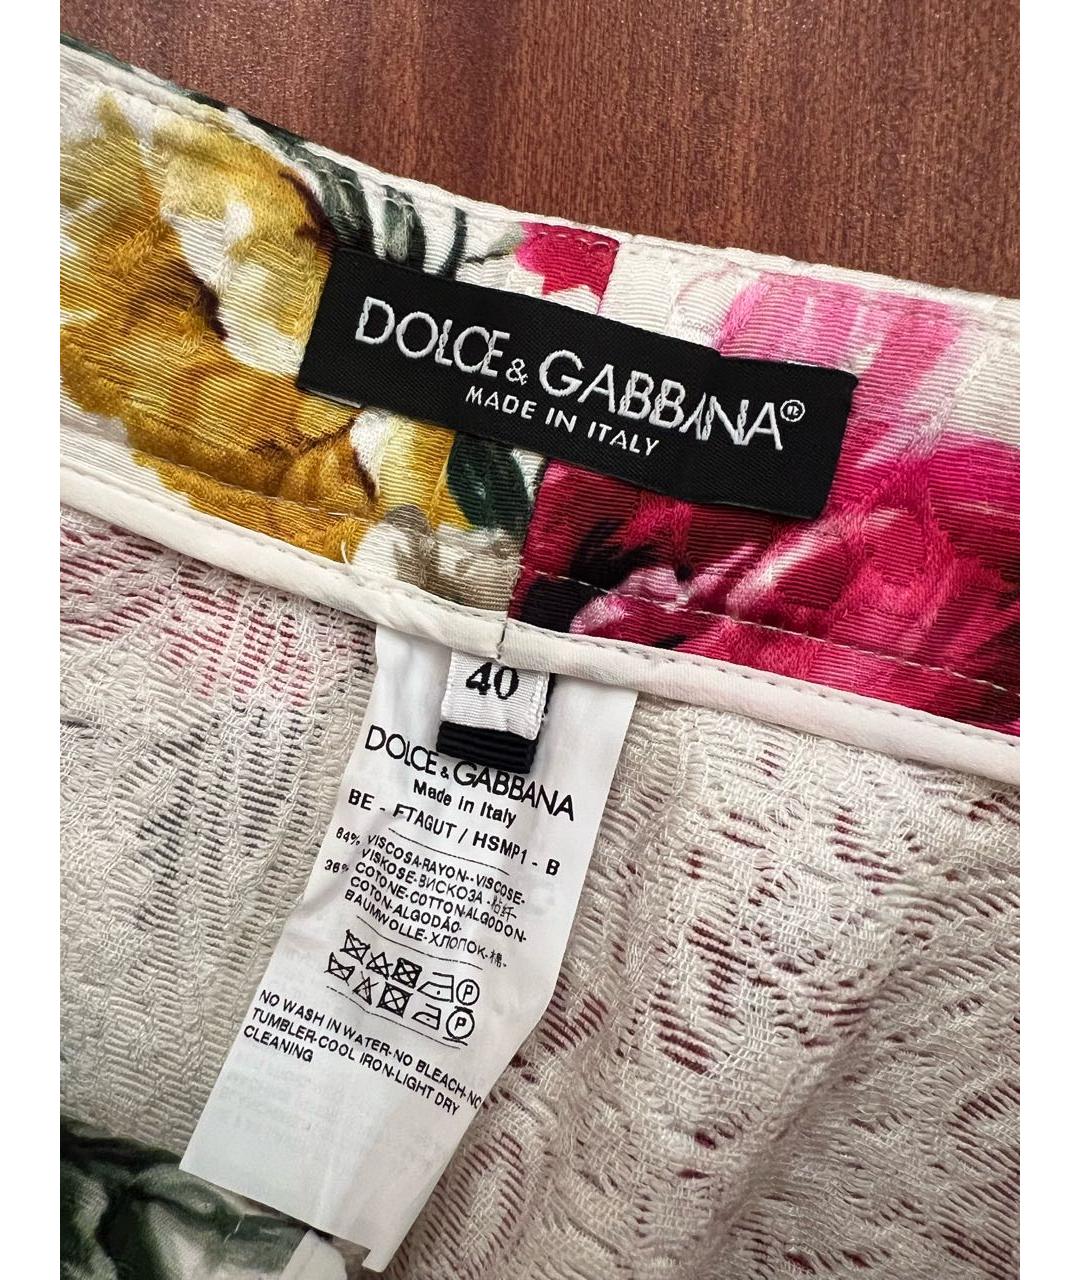 DOLCE & GABBANA®
MADE IN ITALY
40
DOLCE & GABBANA
Made in Italy
BE - FTAGUT / HSMP1 - B
64% VISCOSA-RAYON--VISCOSE-
VISKOSE-ВИСКОЗА-粘纤-
36% COTONE-COTTON-ALGODON-
COTON-ALGODÃO-
BAUMWOLLE-ХЛОПОК-棉-
NO WASH IN WATER-NO BLEACH-NO
TUMBLER-COOL IRON-LIGHT DRY
CLEANING